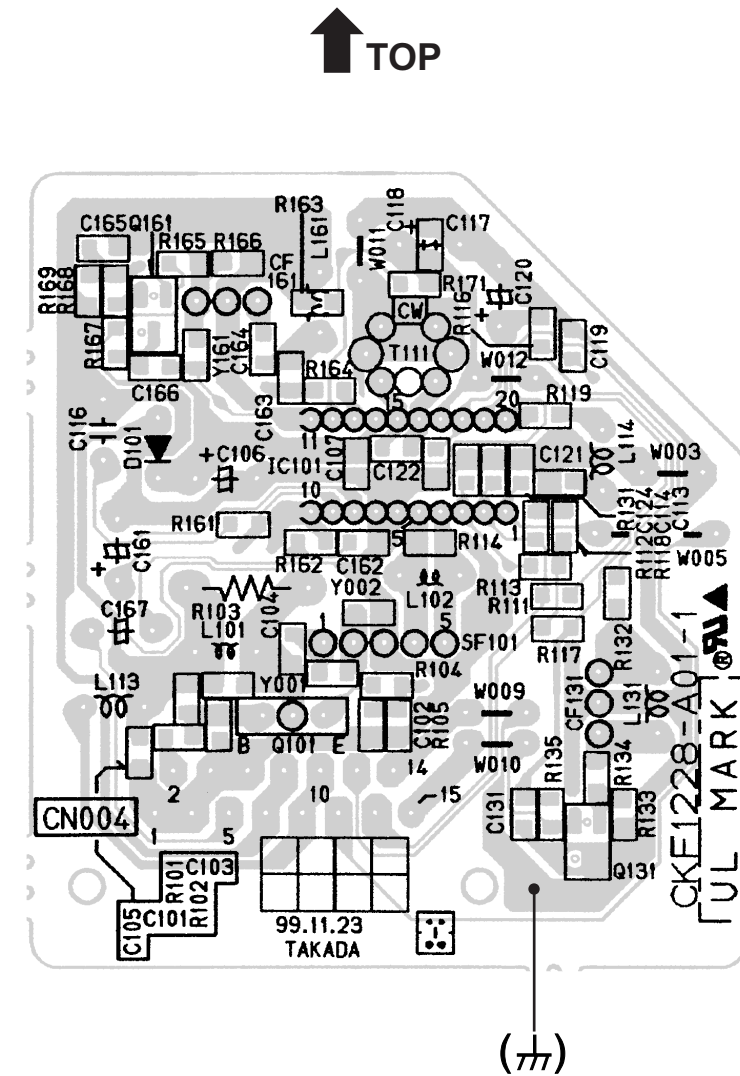 TOP
R163
C118
C165 Q161
C117
R165 R166
L161
W011
CF
161
R171
C120
R169
R168
CW
R116
+
C119
R167
Y161
C164
T111
W012
C166
R164
R119
C116
15
20
C163
11
L114
D101
+
C106
IC101
C107
C122
C121
W003
10
R131
C124
C113
R161
5
1
R162 C162
R114
R112
C114
R118
W005
+
C161
Y002
L102
R113
R111
R103
C104
C167
L101
1
5
SF101
R117
R132
L113
Y001
R104
W009
CF131
L131
C102
R105
B Q101 E
W010
14
R135
R134
2
10
15
CN004
C131
R133
1
5
R101
C103
R102
Q131
C105
C101
99.11.23
TAKADA
CKF1228-A01-1
UL MARK